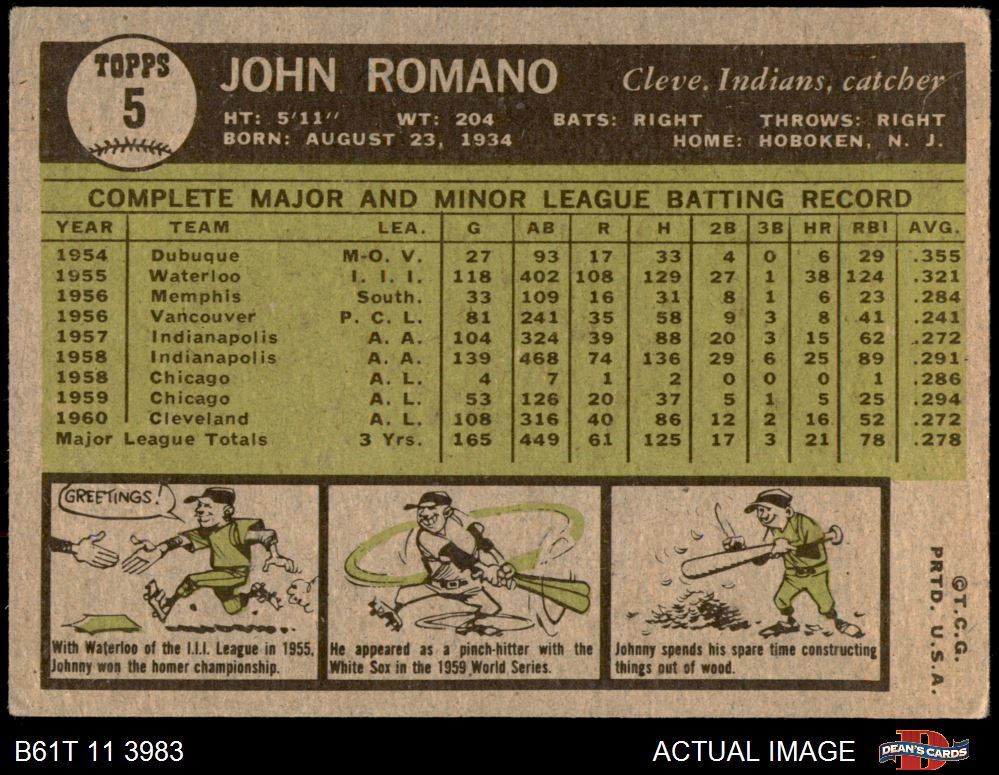 TOPPS
5
JOHN ROMANO
Cleve. Indians, catcher
HT: 5'11" WT: 204 BATS: RIGHT THROWS: RIGHT
BORN: AUGUST 23, 1934 HOME: HOBOKEN, N. J.
COMPLETE MAJOR AND MINOR LEAGUE BATTING RECORD
YEAR TEAM LEA. G AB R H 2B 3B HR RBI AVG.
1954 Dubuque M-O. V. 27 93 17 33 4 0 6 29 .355
1955 Waterloo I. I. I. 118 402 108 129 27 1 38 124 .321
1956 Memphis South. 33 109 16 31 8 1 6 23 .284
1956 Vancouver P. C. L. 81 241 35 58 9 3 8 41 .241
1957 Indianapolis A. A. 104 324 39 88 20 3 15 62 .272
1958 Indianapolis A. A. 139 468 74 136 29 6 25 89 .291
1958 Chicago A. L. 4 7 1 2 0 0 0 1 .286
1959 Chicago A. L. 53 126 20 37 5 1 5 25 .294
1960 Cleveland A. L. 108 316 40 86 12 2 16 52 .272
Major League Totals 3 Yrs. 165 449 61 125 17 3 21 78 .278
GREETINGS!
With Waterloo of the I.I.I. League in 1955,
Johnny won the homer championship.
He appeared as a pinch-hitter with the
White Sox in the 1959 World Series.
Johnny spends his spare time constructing
things out of wood.
©T.C.G.
PRTD. U.S.A.
B61T 11 3983
ACTUAL IMAGE
DEAN'S CARDS